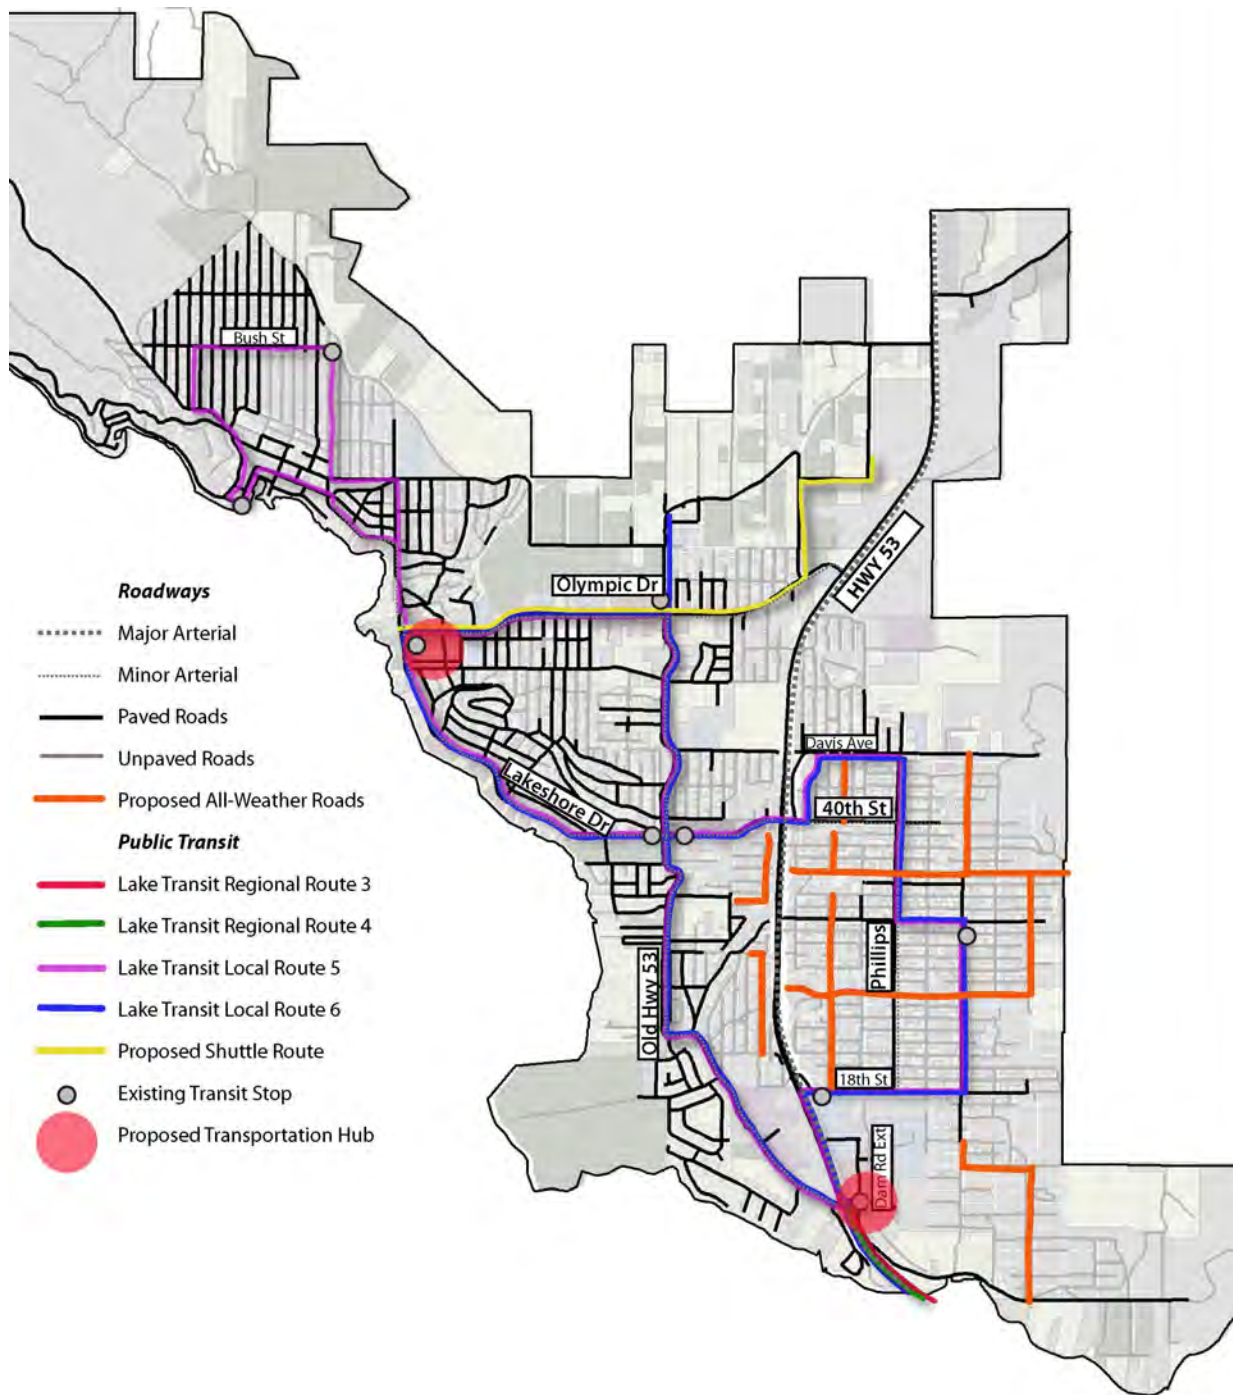 Bush St
Olympic Dr
HWY 53
Davis Ave
Lakeshore Dr
40th St
Phillips
Old Hwy 53
18th St
Dam Rd Ext
Roadways
Major Arterial
Minor Arterial
Paved Roads
Unpaved Roads
Proposed All-Weather Roads
Public Transit
Lake Transit Regional Route 3
Lake Transit Regional Route 4
Lake Transit Local Route 5
Lake Transit Local Route 6
Proposed Shuttle Route
Existing Transit Stop
Proposed Transportation Hub